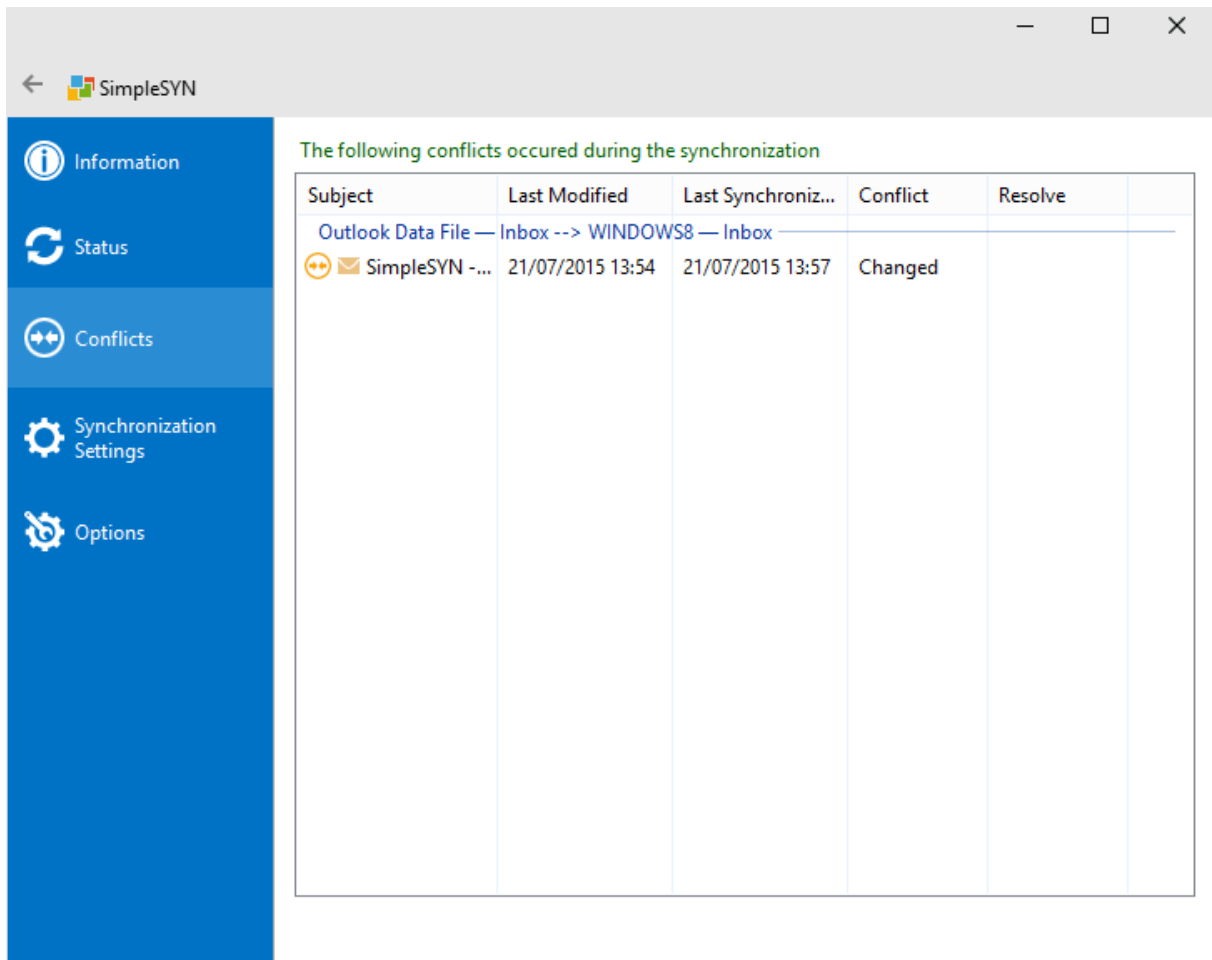 SimpleSYN
Information
Status
Conflicts
Synchronization
Settings
Options
The following conflicts occured during the synchronization
Subject Last Modified Last Synchroniz... Conflict Resolve
Outlook Data File — Inbox --> WINDOWS8 — Inbox
SimpleSYN -... 21/07/2015 13:54 21/07/2015 13:57 Changed